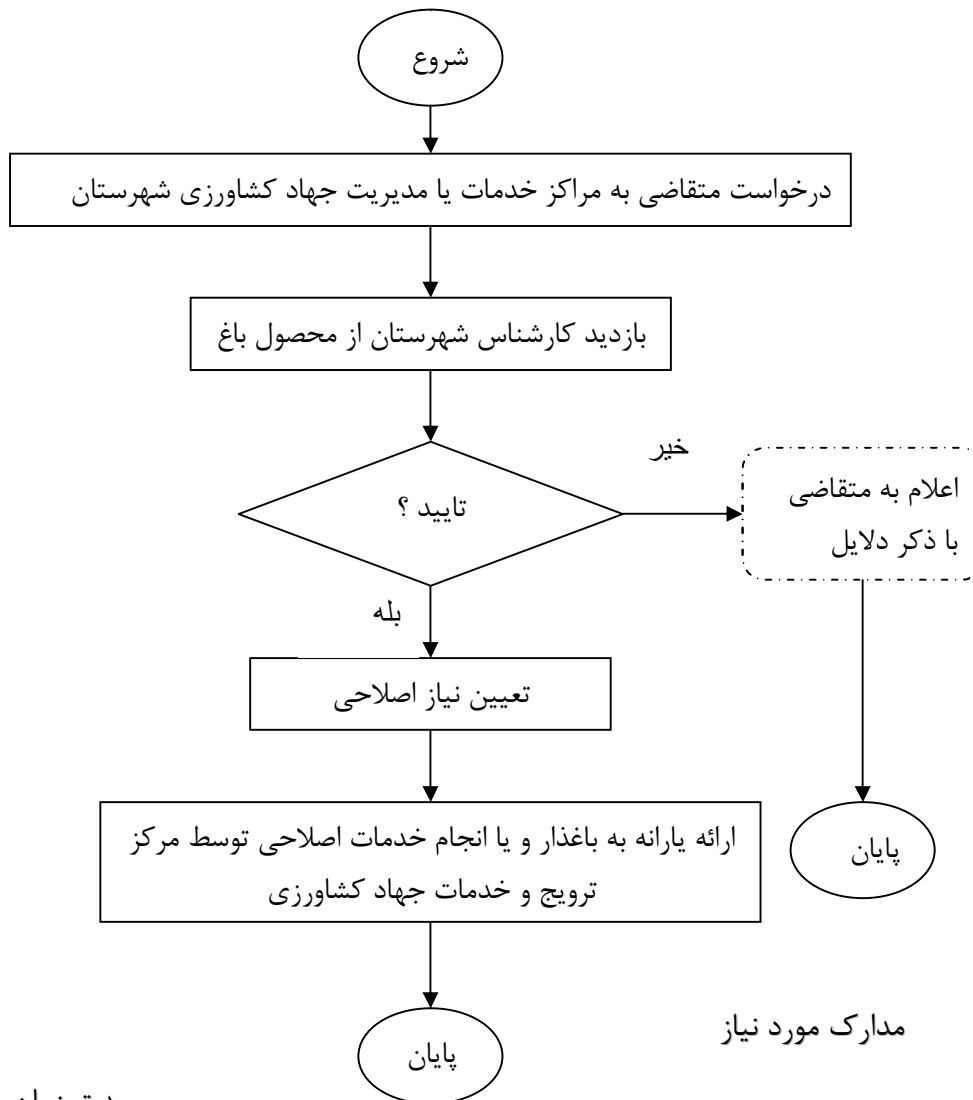 شروع
درخواست متقاضی به مراکز خدمات یا مدیریت جهاد کشاورزی شهرستان
بازدید کارشناس شهرستان از محصول باغ
تایید ؟
خیر
اعلام به متقاضی
با ذکر دلایل
بله
تعیین نیاز اصلاحی
ارائه یارانه به باغدار و یا انجام خدمات اصلاحی توسط مرکز
ترویج و خدمات جهاد کشاورزی
پایان
پایان
مدارک مورد نیاز